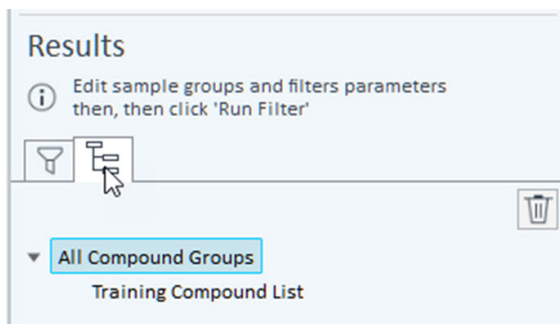 Results
Edit sample groups and filters parameters
then, then click 'Run Filter'
All Compound Groups
Training Compound List